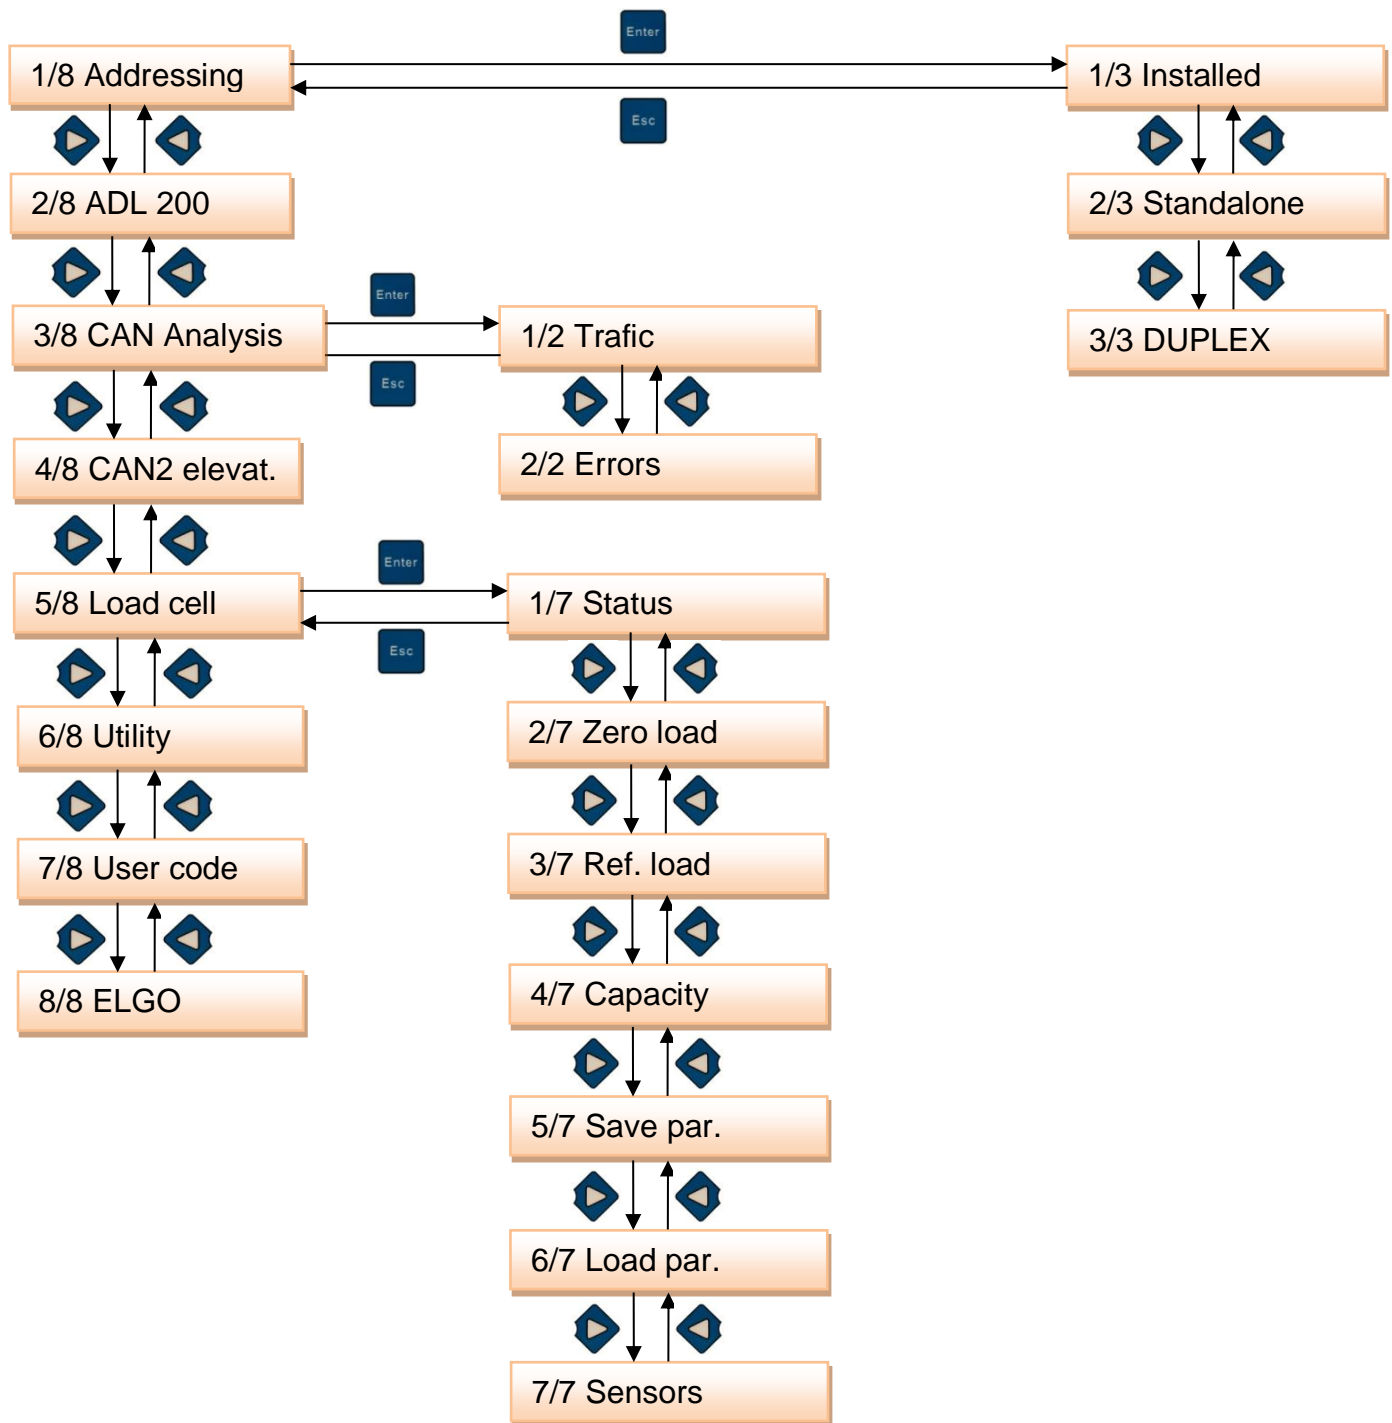 Enter
1/8 Addressing
1/3 Installed
Esc
2/8 ADL 200
2/3 Standalone
Enter
3/8 CAN Analysis
1/2 Trafic
3/3 DUPLEX
Esc
4/8 CAN2 elevat.
2/2 Errors
Enter
5/8 Load cell
1/7 Status
Esc
6/8 Utility
2/7 Zero load
7/8 User code
3/7 Ref. load
8/8 ELGO
4/7 Capacity
5/7 Save par.
6/7 Load par.
7/7 Sensors